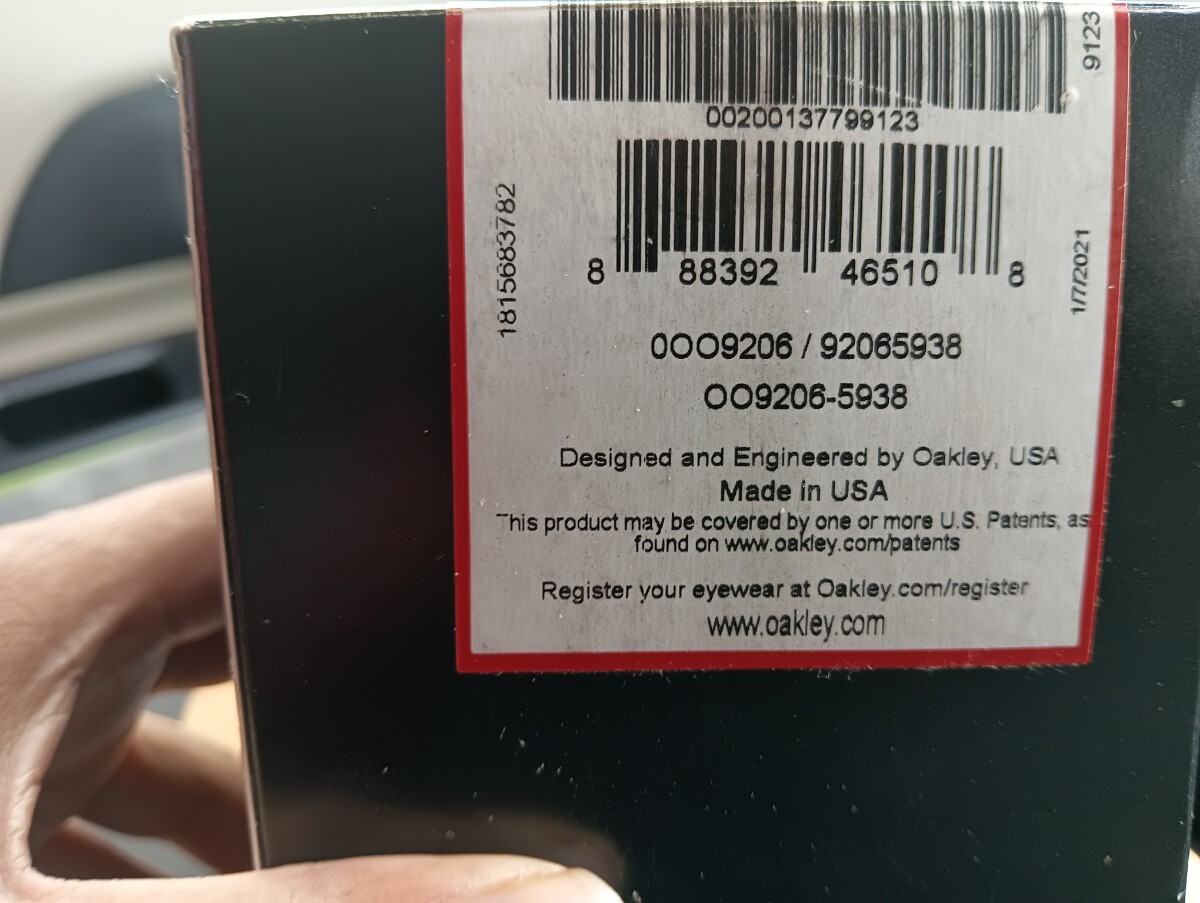 9123
00200137799123
1815683782
8 88392 46510 8
1/7/2021
0OO9206 / 92065938
OO9206-5938
Designed and Engineered by Oakley, USA
Made in USA
This product may be covered by one or more U.S. Patents, as
found on www.oakley.com/patents
Register your eyewear at Oakley.com/register
www.oakley.com